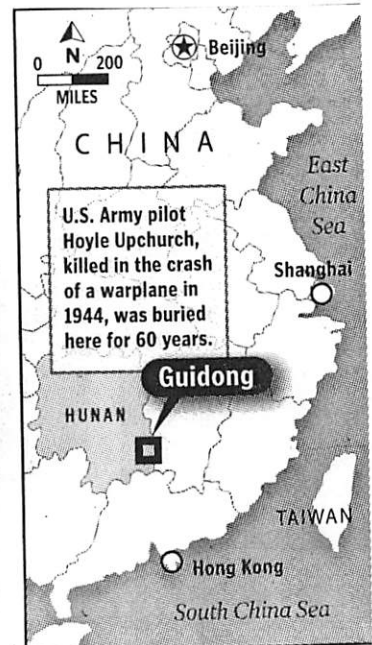 N
Beijing
0 200
MILES
CHINA
East
China
Sea
U.S. Army pilot
Hoyle Upchurch,
killed in the crash
of a warplane in
1944, was buried
here for 60 years.
Shanghai
Guidong
HUNAN
TAIWAN
Hong Kong
South China Sea